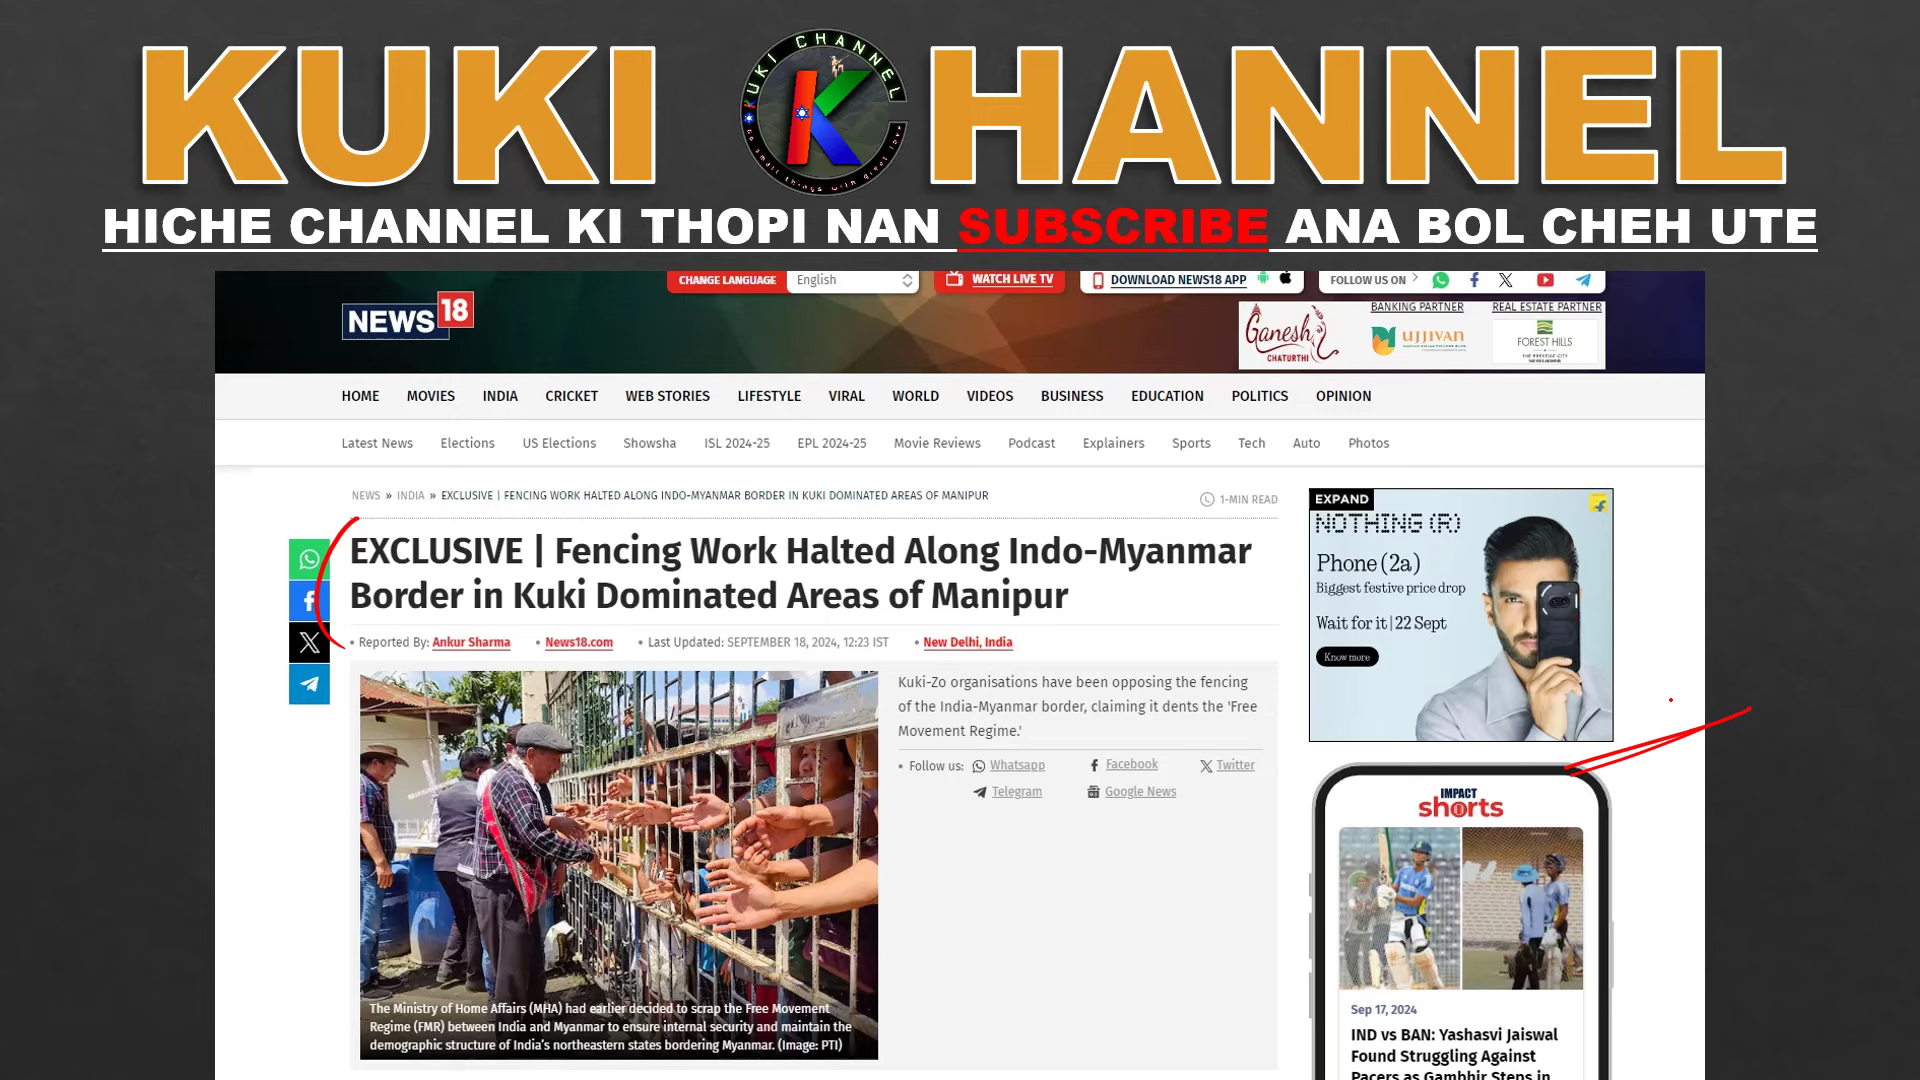 KUKI CHANNEL
KUKI CHANNEL
HICHE CHANNEL KI THOPI NAN SUBSCRIBE ANA BOL CHEH UTE
CHANGE LANGUAGE English WATCH LIVE TV DOWNLOAD NEWS18 APP FOLLOW US ON
NEWS 18
Ganesh CHATURTHI
BANKING PARTNER REAL ESTATE PARTNER
UJJIVAN
FOREST HILLS
HOME MOVIES INDIA CRICKET WEB STORIES LIFESTYLE VIRAL WORLD VIDEOS BUSINESS EDUCATION POLITICS OPINION
Latest News Elections US Elections Showsha ISL 2024-25 EPL 2024-25 Movie Reviews Podcast Explainers Sports Tech Auto Photos
NEWS » INDIA » EXCLUSIVE | FENCING WORK HALTED ALONG INDO-MYANMAR BORDER IN KUKI DOMINATED AREAS OF MANIPUR
1-MIN READ
EXCLUSIVE | Fencing Work Halted Along Indo-Myanmar
Border in Kuki Dominated Areas of Manipur
• Reported By: Ankur Sharma • News18.com • Last Updated: SEPTEMBER 18, 2024, 12:23 IST • New Delhi, India
Kuki-Zo organisations have been opposing the fencing
of the India-Myanmar border, claiming it dents the 'Free
Movement Regime.'
• Follow us: Whatsapp Facebook Twitter
Telegram Google News
The Ministry of Home Affairs (MHA) had earlier decided to scrap the Free Movement
Regime (FMR) between India and Myanmar to ensure internal security and maintain the
demographic structure of India's northeastern states bordering Myanmar. (Image: PTI)
EXPAND
NOTHING (R)
Phone (2a)
Biggest festive price drop
Wait for it | 22 Sept
Know more
IMPACT
shorts
Sep 17, 2024
IND vs BAN: Yashasvi Jaiswal
Found Struggling Against
Pacers as Gambhir Steps in